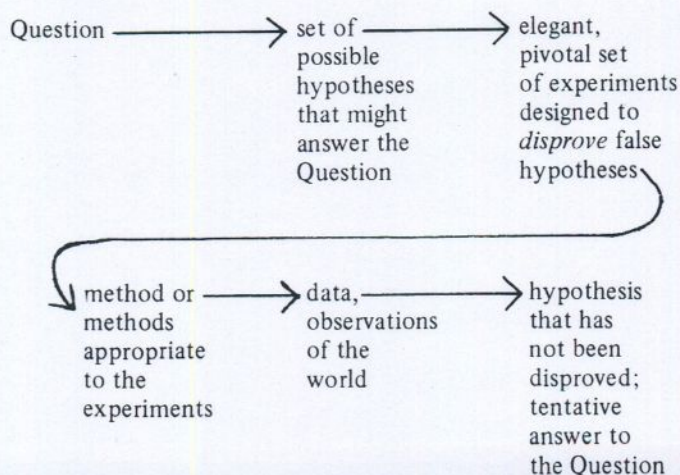 Question
set of
possible
hypotheses
that might
answer the
Question
elegant,
pivotal set
of experiments
designed to
disprove false
hypotheses
method or
methods
appropriate
to the
experiments
data,
observations
of the
world
hypothesis
that has
not been
disproved;
tentative
answer to
the Question